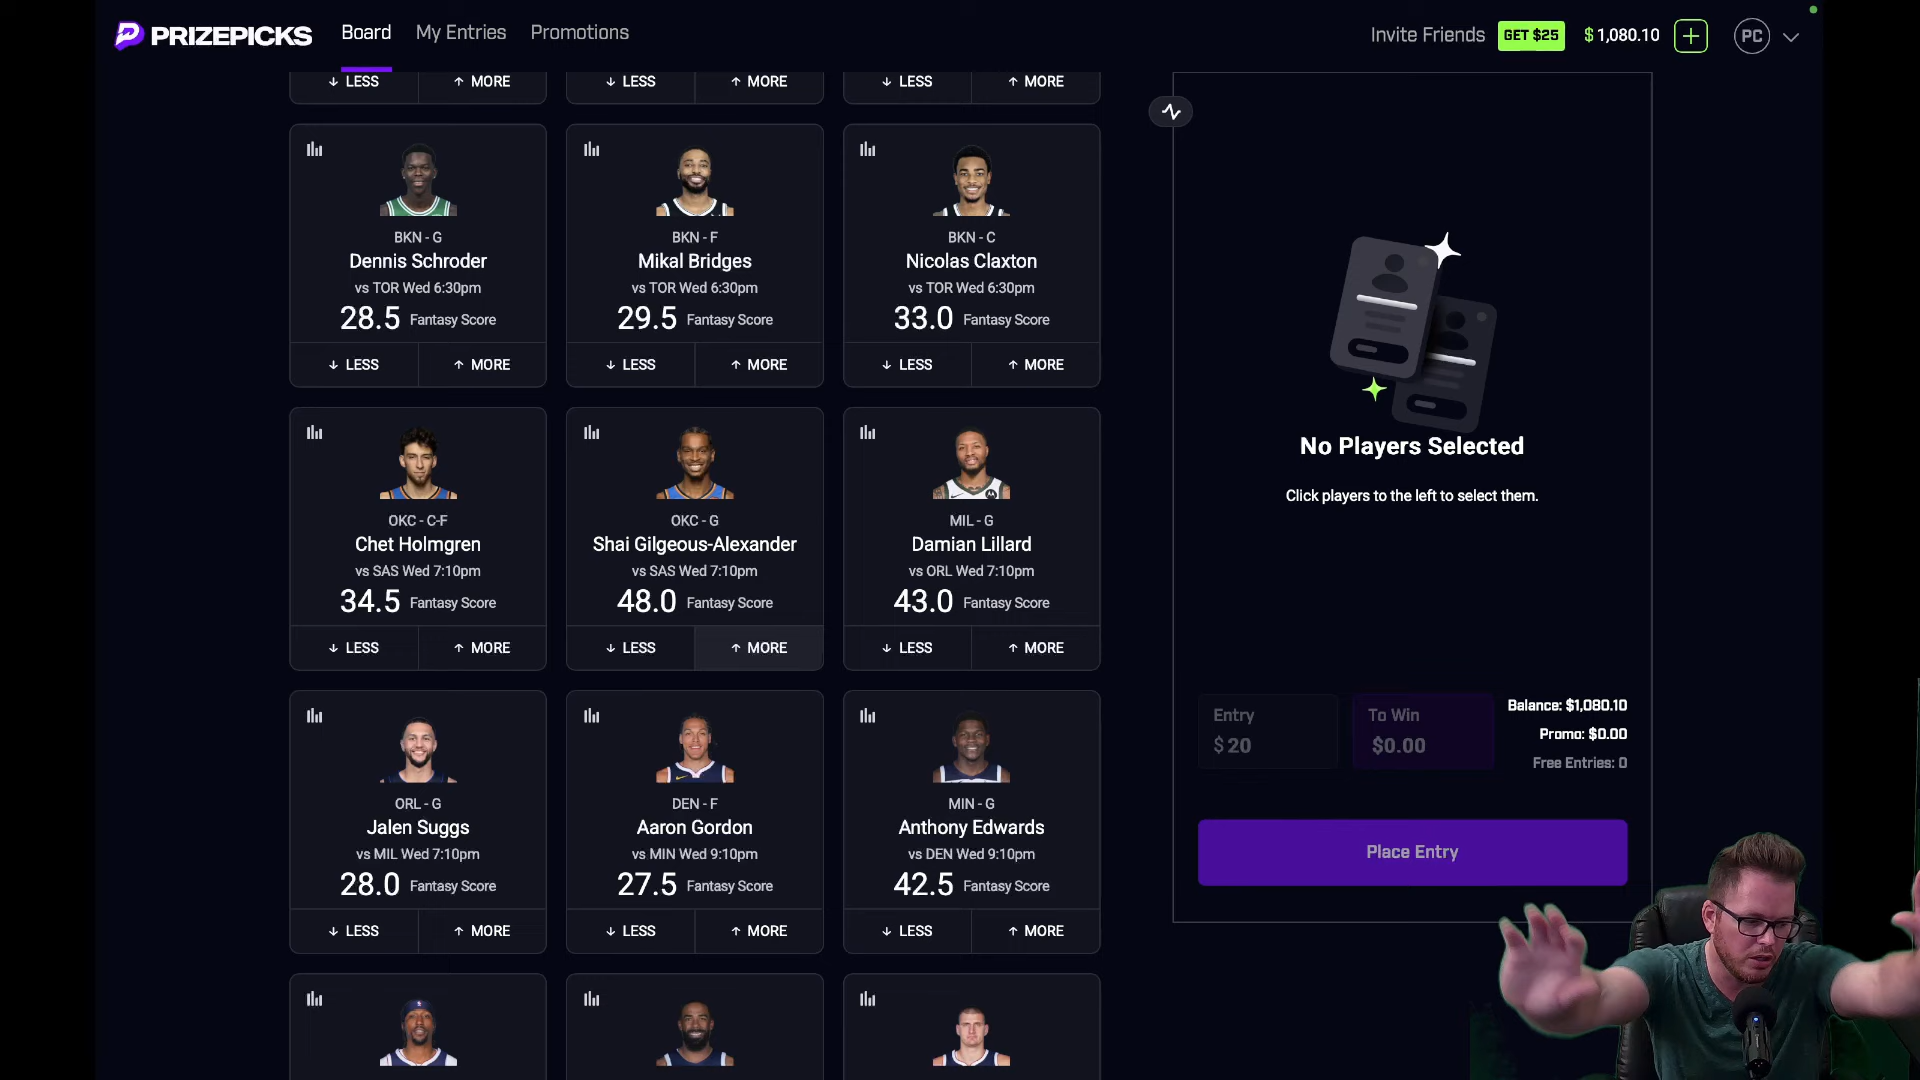 PRIZEPICKS
Board
My Entries
Promotions
Invite Friends
GET $25
$ 1,080.10
PC
LESS
MORE
LESS
MORE
LESS
MORE
BKN - G
Dennis Schroder
vs TOR Wed 6:30pm
28.5 Fantasy Score
LESS
MORE
BKN - F
Mikal Bridges
vs TOR Wed 6:30pm
29.5 Fantasy Score
LESS
MORE
BKN - C
Nicolas Claxton
vs TOR Wed 6:30pm
33.0 Fantasy Score
LESS
MORE
OKC - C-F
Chet Holmgren
vs SAS Wed 7:10pm
34.5 Fantasy Score
LESS
MORE
OKC - G
Shai Gilgeous-Alexander
vs SAS Wed 7:10pm
48.0 Fantasy Score
LESS
MORE
MIL - G
Damian Lillard
vs ORL Wed 7:10pm
43.0 Fantasy Score
LESS
MORE
ORL - G
Jalen Suggs
vs MIL Wed 7:10pm
28.0 Fantasy Score
LESS
MORE
DEN - F
Aaron Gordon
vs MIN Wed 9:10pm
27.5 Fantasy Score
LESS
MORE
MIN - G
Anthony Edwards
vs DEN Wed 9:10pm
42.5 Fantasy Score
LESS
MORE
No Players Selected
Click players to the left to select them.
Entry
$ 20
To Win
$0.00
Balance: $1,080.10
Promo: $0.00
Free Entries: 0
Place Entry